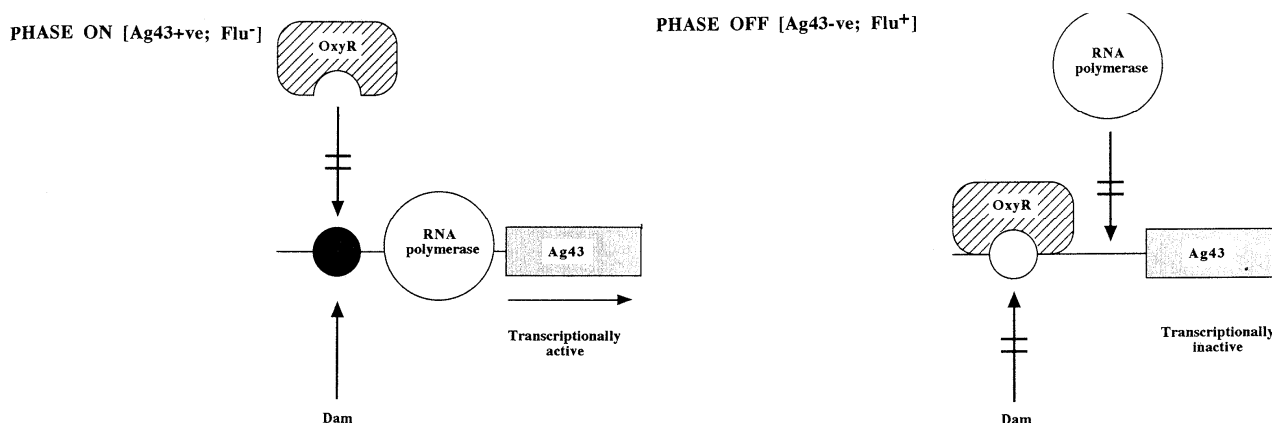 PHASE ON [Ag43+ve; Flu⁻]
OxyR
RNA
polymerase
Ag43
Transcriptionally
active
Dam
PHASE OFF [Ag43-ve; Flu⁺]
RNA
polymerase
OxyR
Ag43
Transcriptionally
inactive
Dam